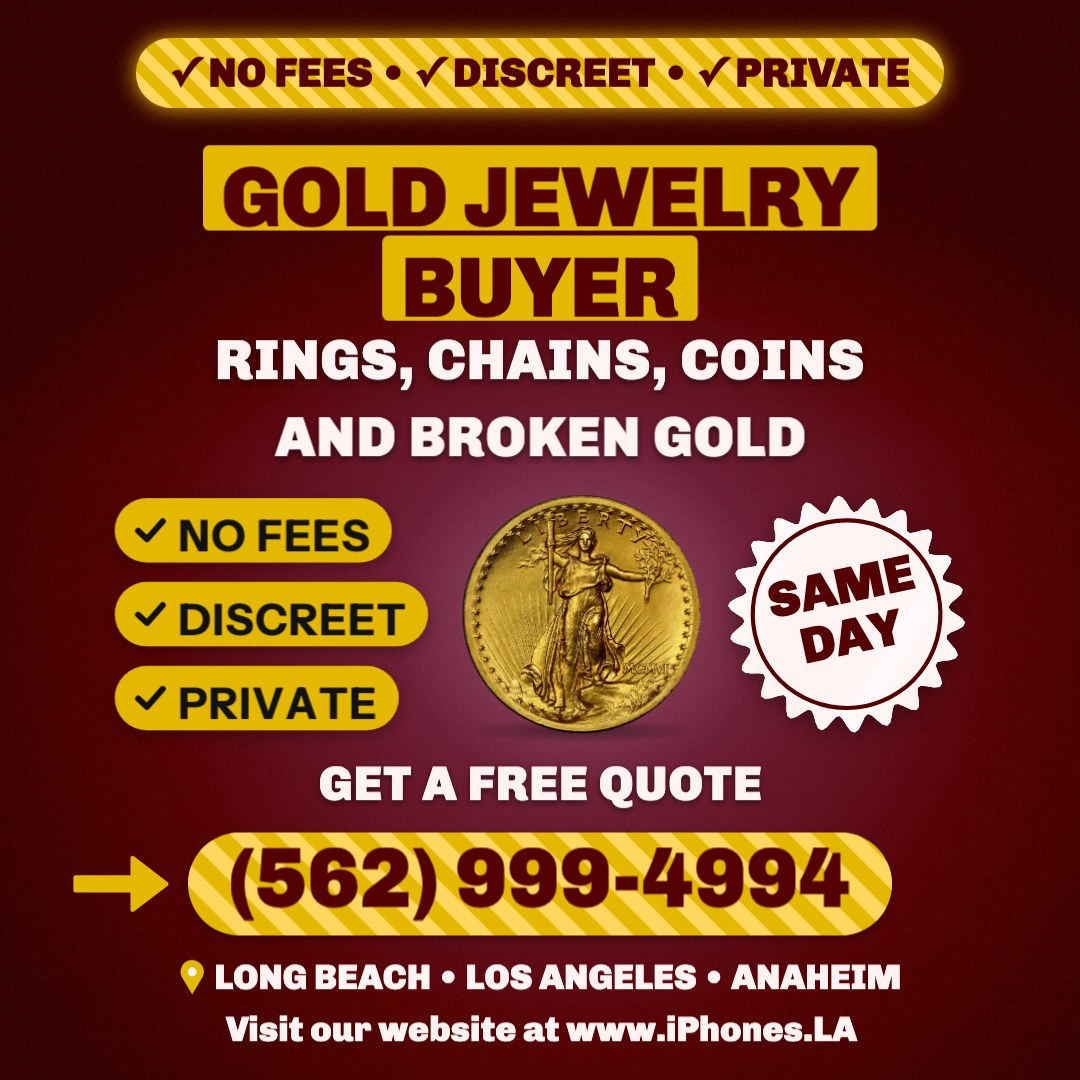 ✓NO FEES • ✓DISCREET • ✓PRIVATE
GOLD JEWELRY
BUYER
RINGS, CHAINS, COINS
AND BROKEN GOLD
✓ NO FEES
✓ DISCREET
✓ PRIVATE
LIBERTY
SAME
DAY
GET A FREE QUOTE
(562) 999-4994
LONG BEACH • LOS ANGELES • ANAHEIM
Visit our website at www.iPhones.LA